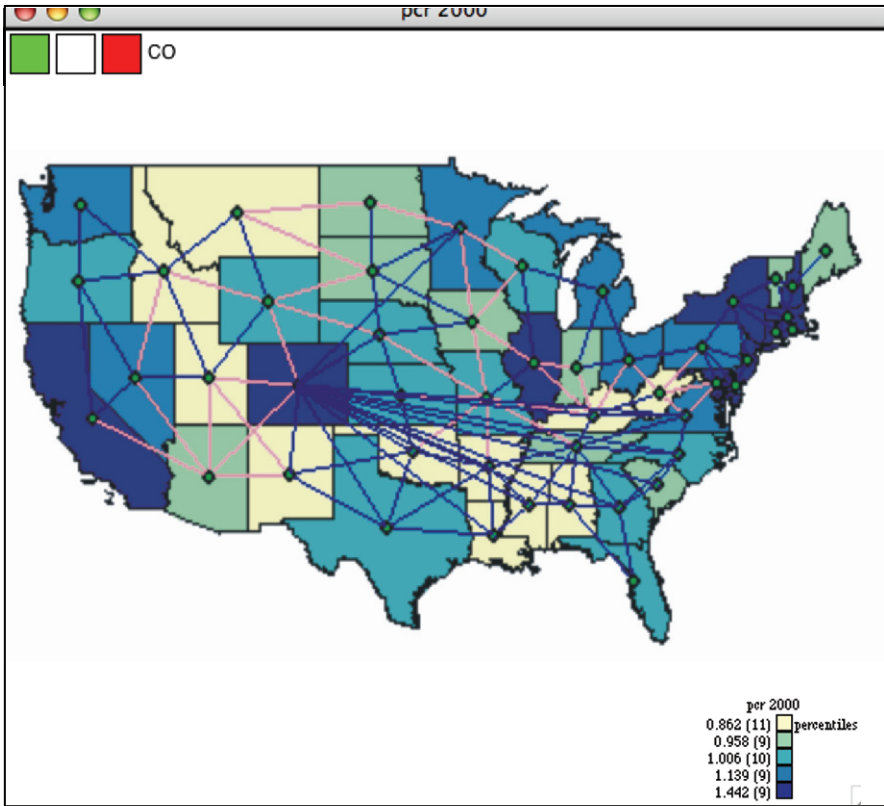 pcr 2000
CO
pcr 2000
0.862 (11) percentiles
0.958 (9)
1.006 (10)
1.139 (9)
1.442 (9)